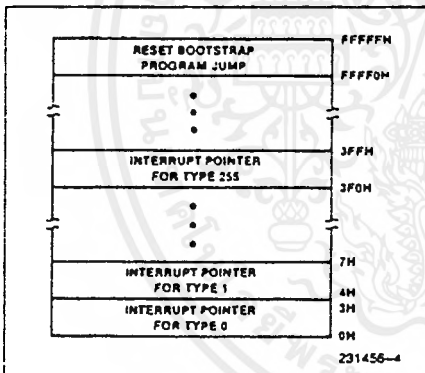 RESET BOOTSTRAP
PROGRAM JUMP
FFFFFH
FFFF0H
INTERRUPT POINTER
FOR TYPE 255
3FFH
3F0H
7H
INTERRUPT POINTER
FOR TYPE 1
4H
3H
INTERRUPT POINTER
FOR TYPE 0
0H
231456-4